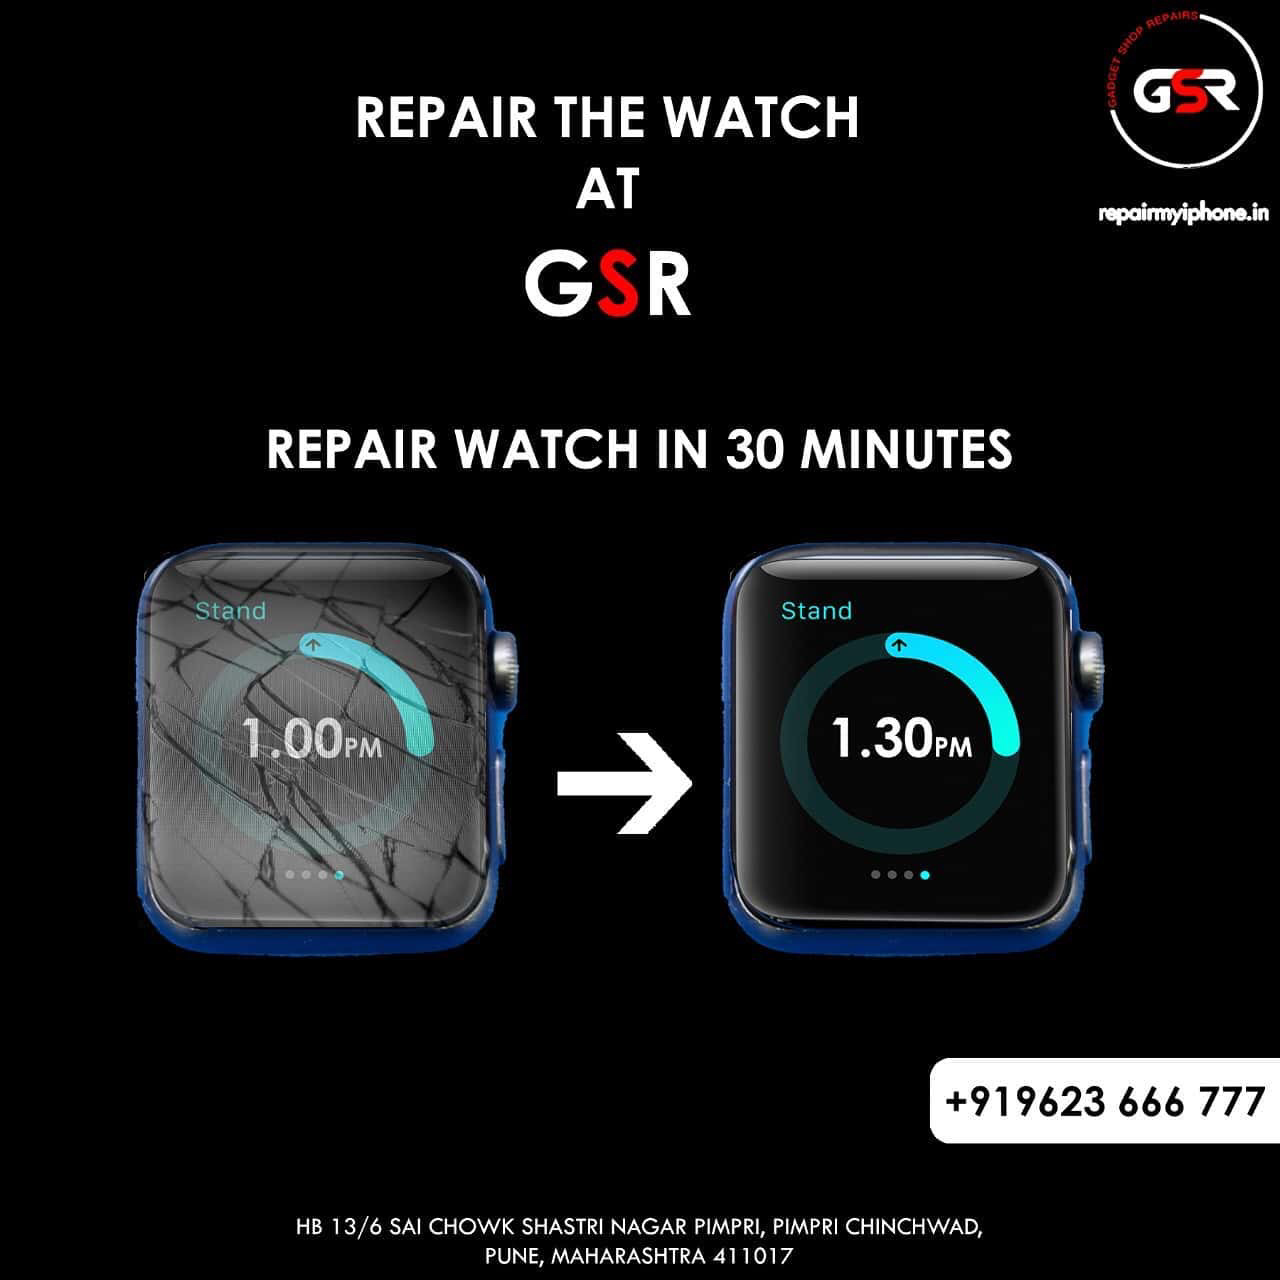 GADGET SHOP REPAIRS
GSR
repairmyiphone.in
REPAIR THE WATCH
AT
GSR
REPAIR WATCH IN 30 MINUTES
Stand
1.00PM
Stand
1.30PM
+919623 666 777
HB 13/6 SAI CHOWK SHASTRI NAGAR PIMPRI, PIMPRI CHINCHWAD,
PUNE, MAHARASHTRA 411017